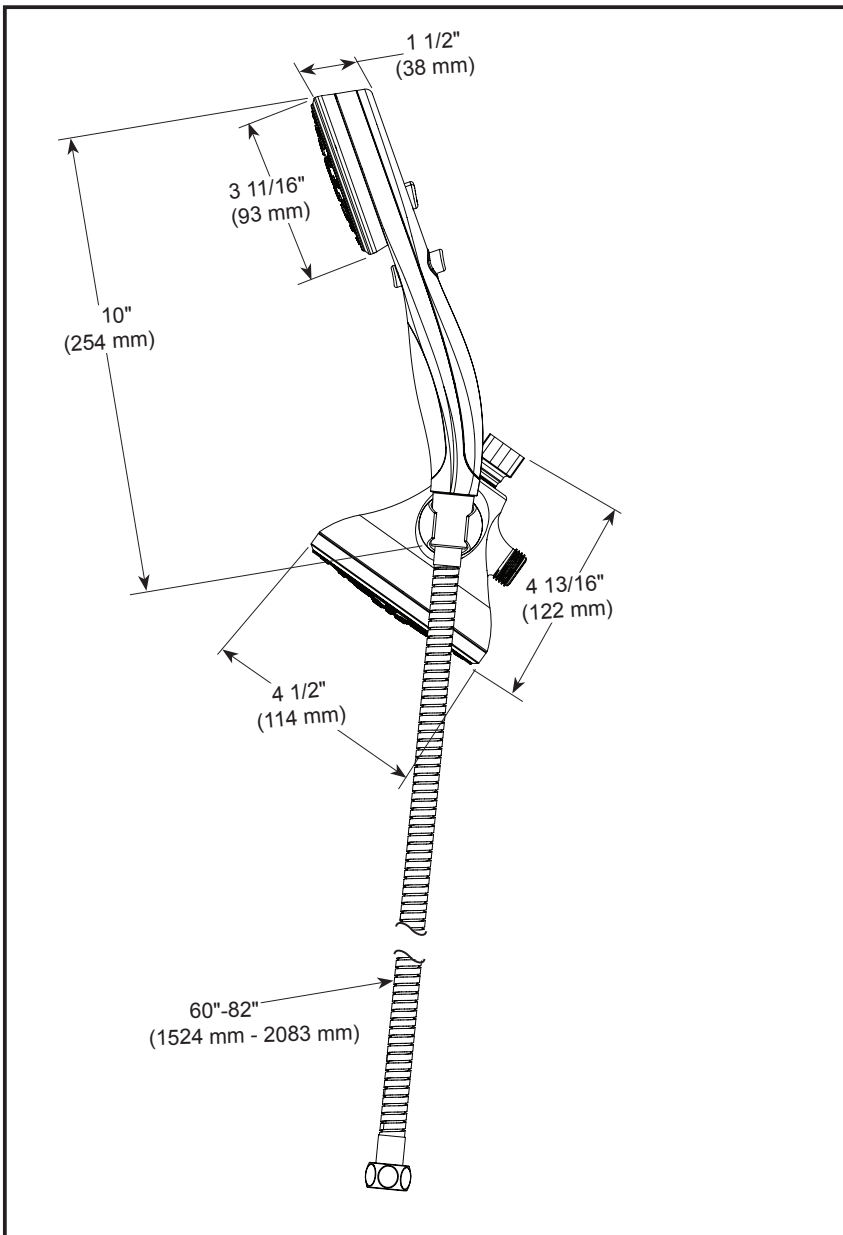 1 1/2"
(38 mm)
3 11/16"
(93 mm)
10"
(254 mm)
4 13/16"
(122 mm)
4 1/2"
(114 mm)
60"-82"
(1524 mm - 2083 mm)